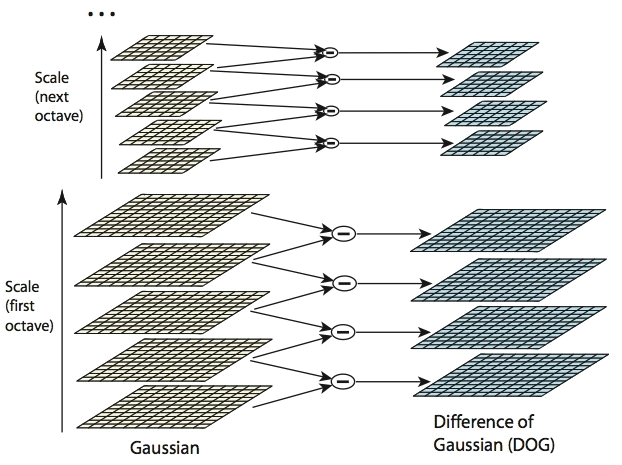 ...
Scale
(next
octave)
Scale
(first
octave)
Gaussian
Difference of
Gaussian (DOG)